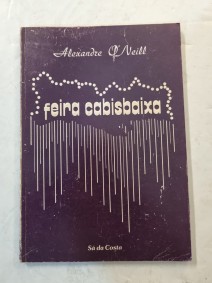 Alexandre O'Neill
feira cabisbaixa
Sá da Costa